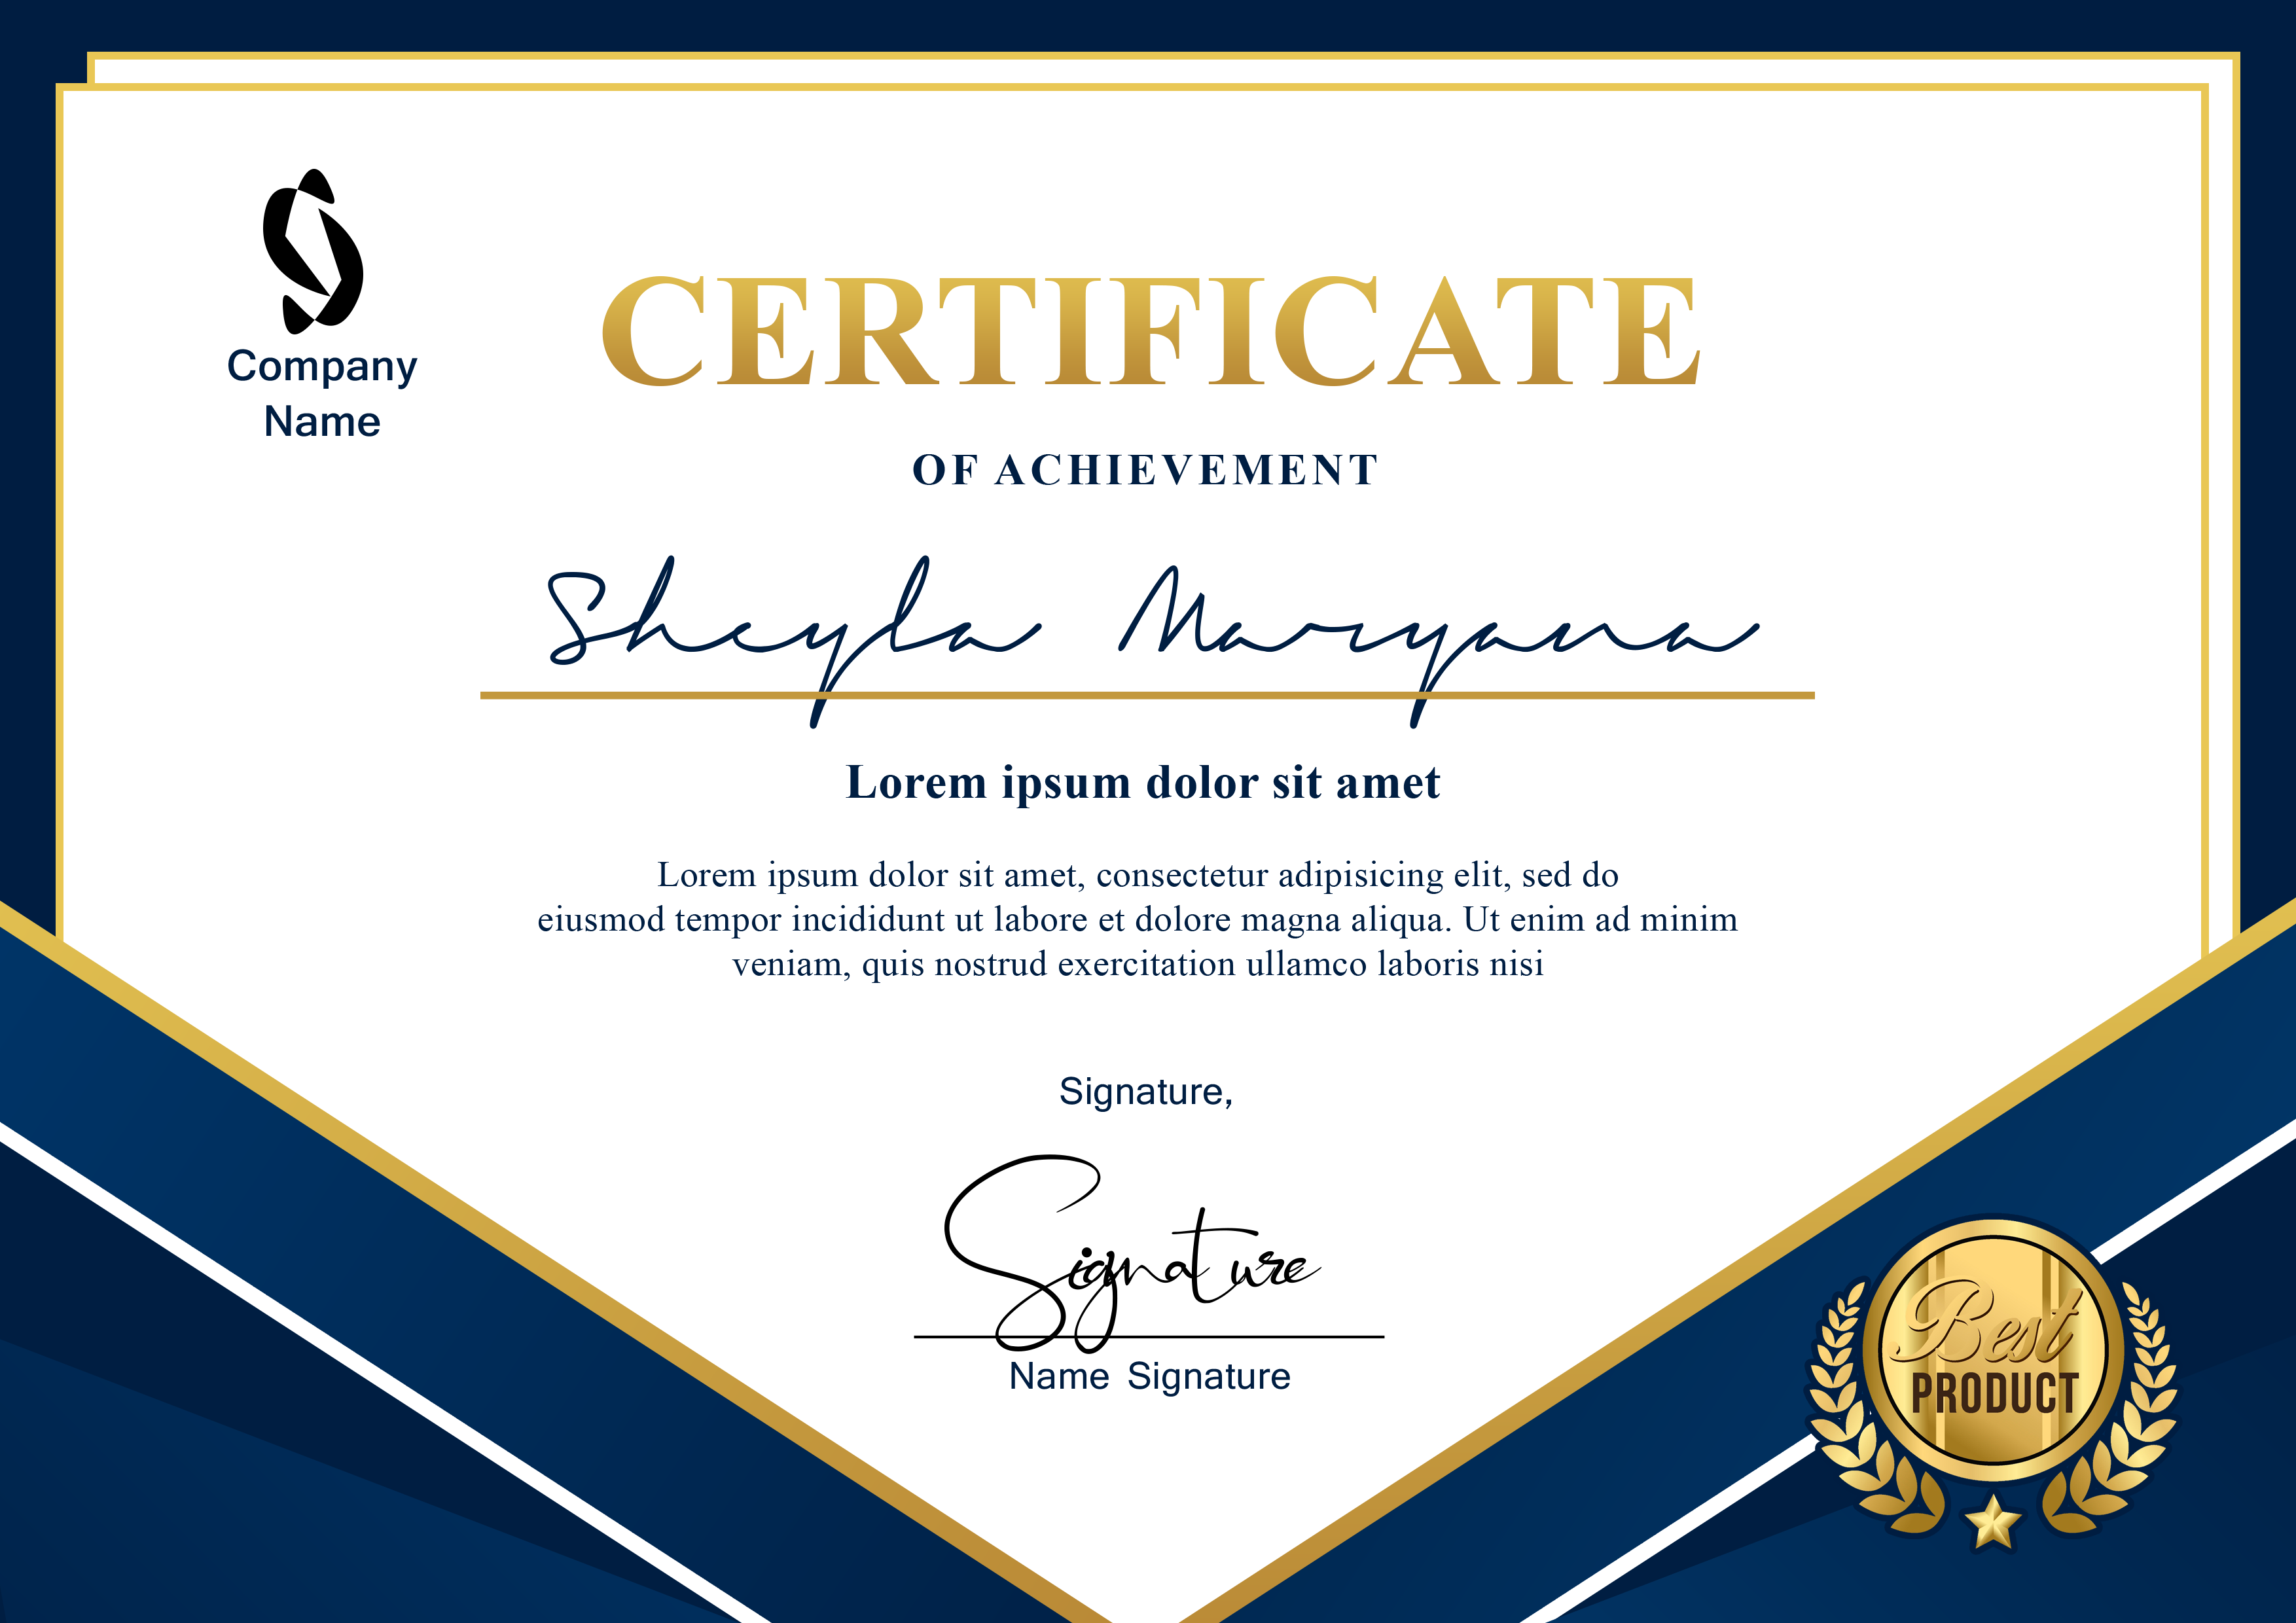 Company
Name
CERTIFICATE
OF ACHIEVEMENT
Sheyla Maryana
Lorem ipsum dolor sit amet
Lorem ipsum dolor sit amet, consectetur adipisicing elit, sed do
eiusmod tempor incididunt ut labore et dolore magna aliqua. Ut enim ad minim
veniam, quis nostrud exercitation ullamco laboris nisi
Signature,
Signature
Name Signature
Best
PRODUCT